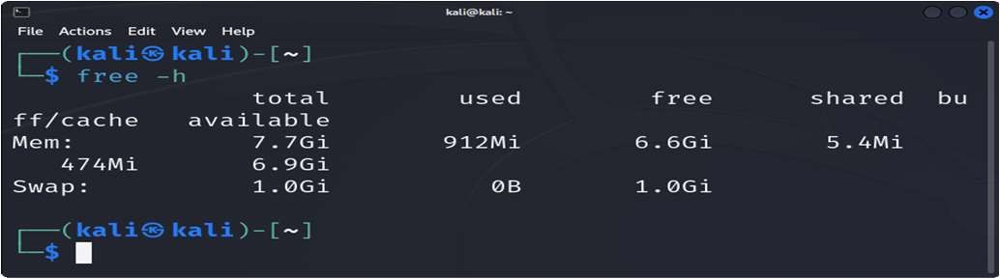 kali@kali: ~
File Actions Edit View Help
┌──(kali㉿kali)-[~]
└─$ free -h
               total        used        free      shared  bu
ff/cache   available
Mem:           7.7Gi       912Mi       6.6Gi       5.4Mi
   474Mi       6.9Gi
Swap:          1.0Gi          0B       1.0Gi
┌──(kali㉿kali)-[~]
└─$